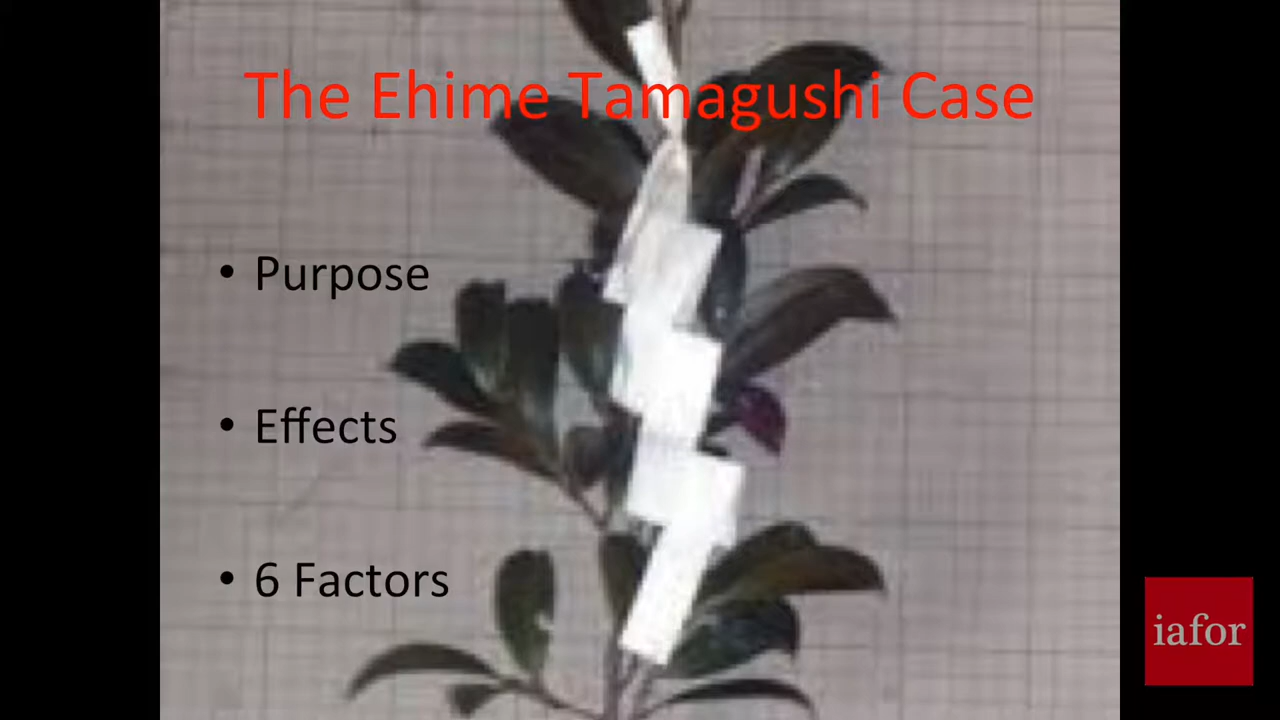 The Ehime Tamagushi Case
• Purpose
• Effects
• 6 Factors
iafor